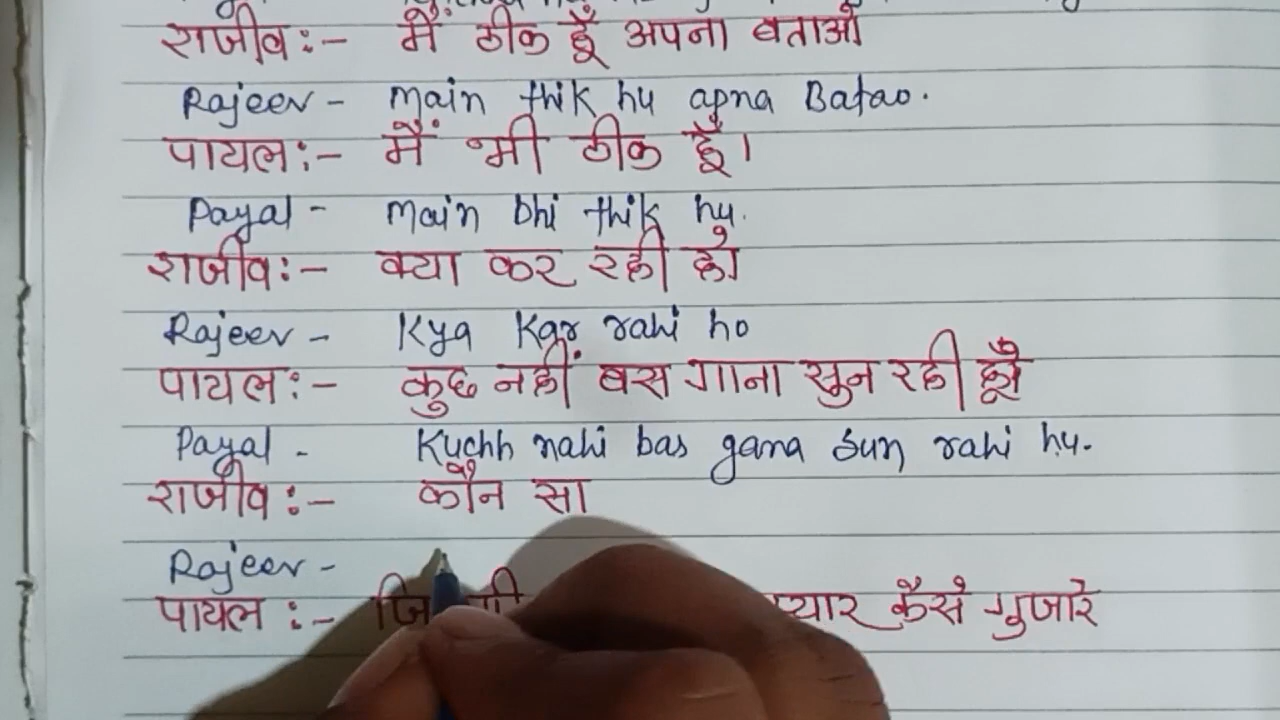 राजीव :- मैं ठीक हूँ अपना बताओ
Rajeev - Main thik hu apna Batao.
पायल :- मैं भी ठीक हूँ।
Payal - Main bhi thik hu.
राजीव :- क्या कर रही हो
Rajeev - Kya Kar rahi ho
पायल :- कुछ नहीं बस गाना सुन रही हूँ
Payal - Kuchh nahi bas gana sun rahi hu.
राजीव :- कौन सा
Rajeev -
पायल :- प्यार कैसे गुजारे